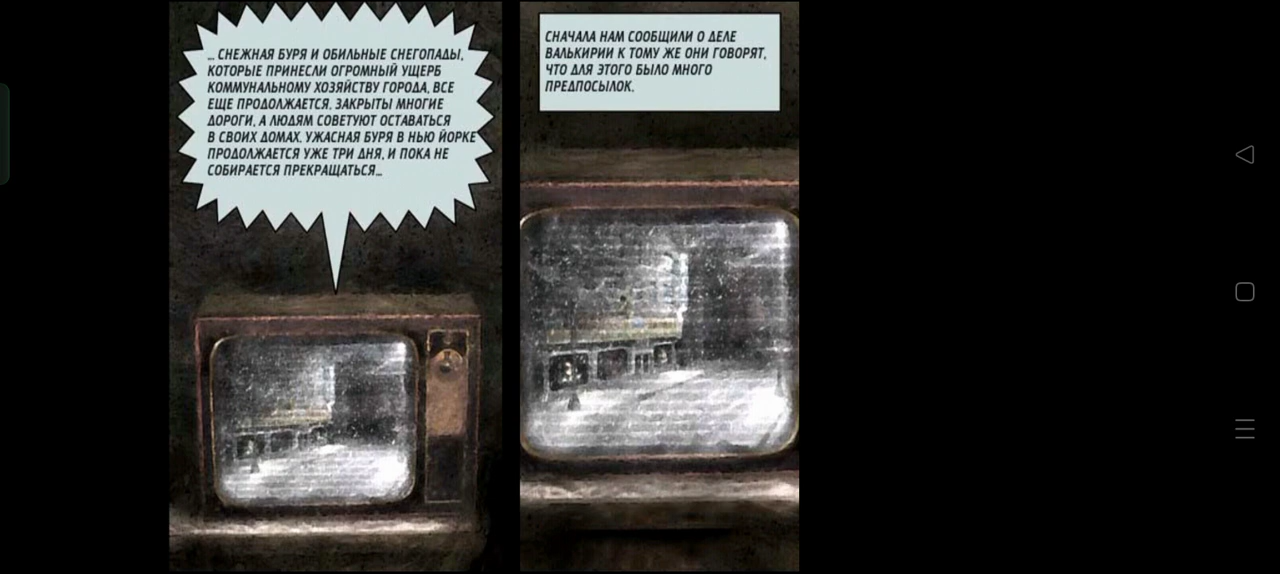 ... СНЕЖНАЯ БУРЯ И ОБИЛЬНЫЕ СНЕГОПАДЫ,
КОТОРЫЕ ПРИНЕСЛИ ОГРОМНЫЙ УЩЕРБ
КОММУНАЛЬНОМУ ХОЗЯЙСТВУ ГОРОДА, ВСЕ
ЕЩЕ ПРОДОЛЖАЕТСЯ. ЗАКРЫТЫ МНОГИЕ
ДОРОГИ, А ЛЮДЯМ СОВЕТУЮТ ОСТАВАТЬСЯ
В СВОИХ ДОМАХ. УЖАСНАЯ БУРЯ В НЬЮ ЙОРКЕ
ПРОДОЛЖАЕТСЯ УЖЕ ТРИ ДНЯ, И ПОКА НЕ
СОБИРАЕТСЯ ПРЕКРАЩАТЬСЯ...
СНАЧАЛА НАМ СООБЩИЛИ О ДЕЛЕ
ВАЛЬКИРИИ К ТОМУ ЖЕ ОНИ ГОВОРЯТ,
ЧТО ДЛЯ ЭТОГО БЫЛО МНОГО
ПРЕДПОСЫЛОК.